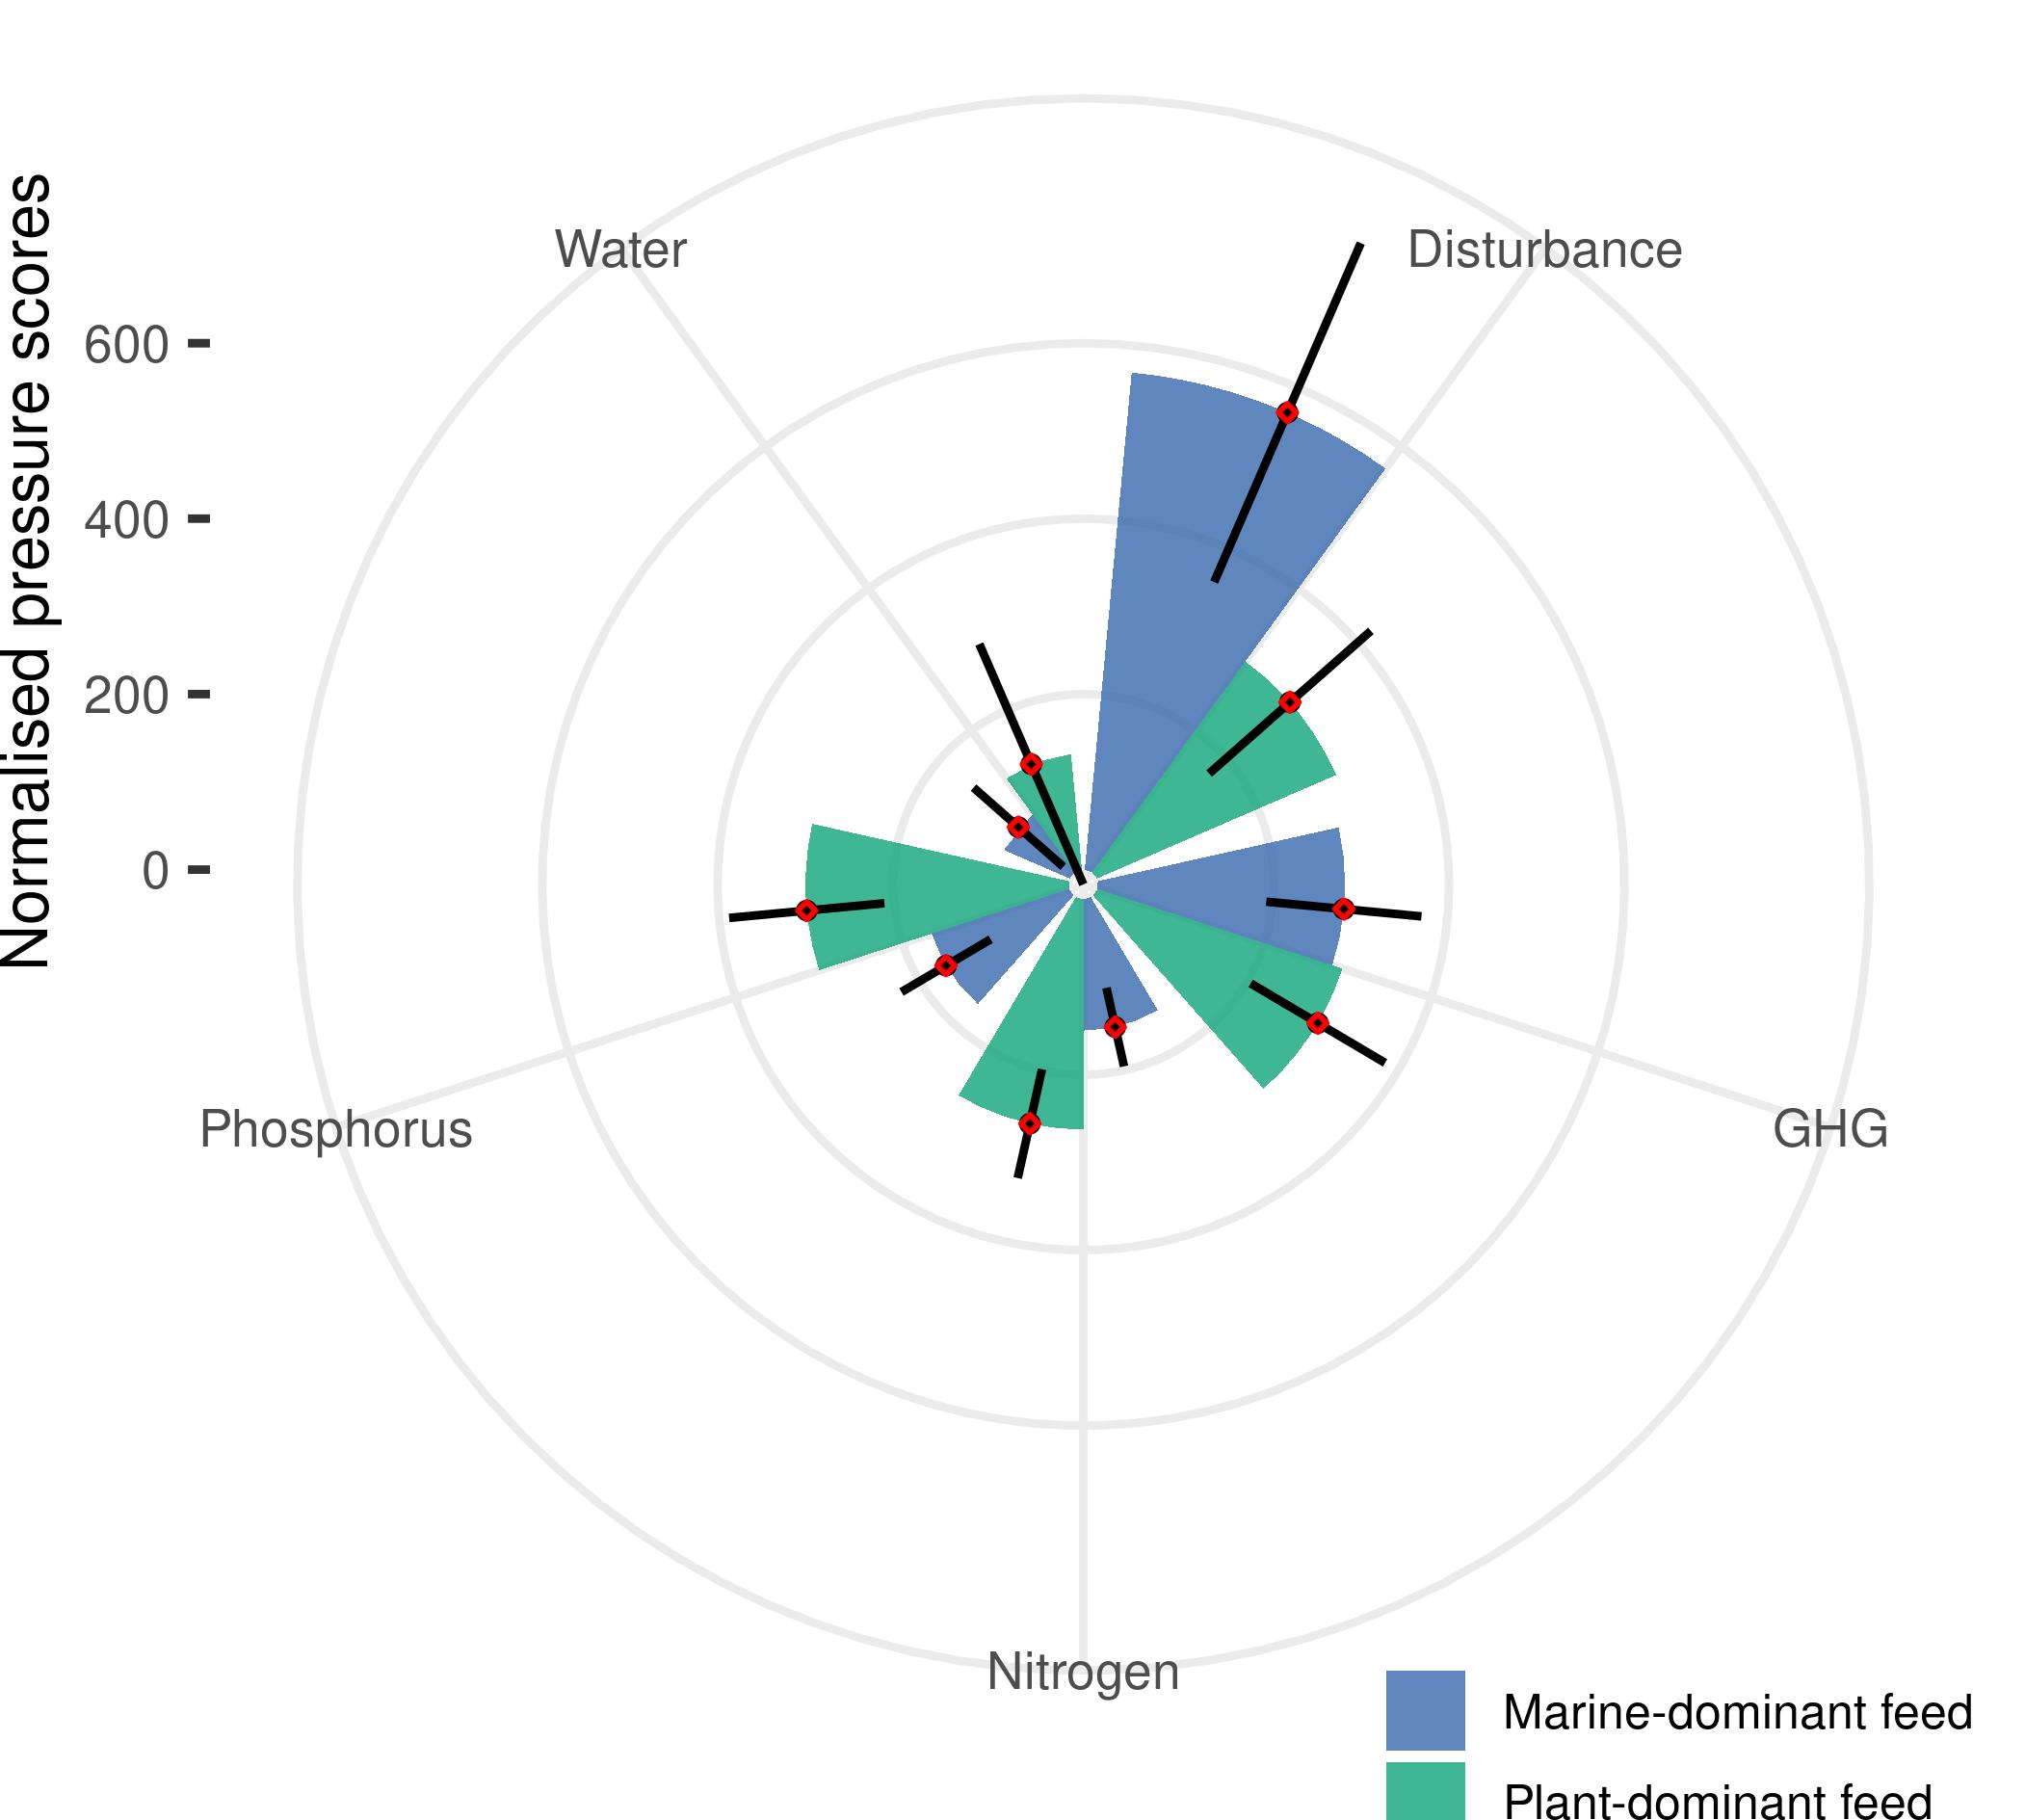 Normalised pressure scores
600
400
200
0
Water
Disturbance
Phosphorus
GHG
Nitrogen
Marine-dominant feed
Plant-dominant feed